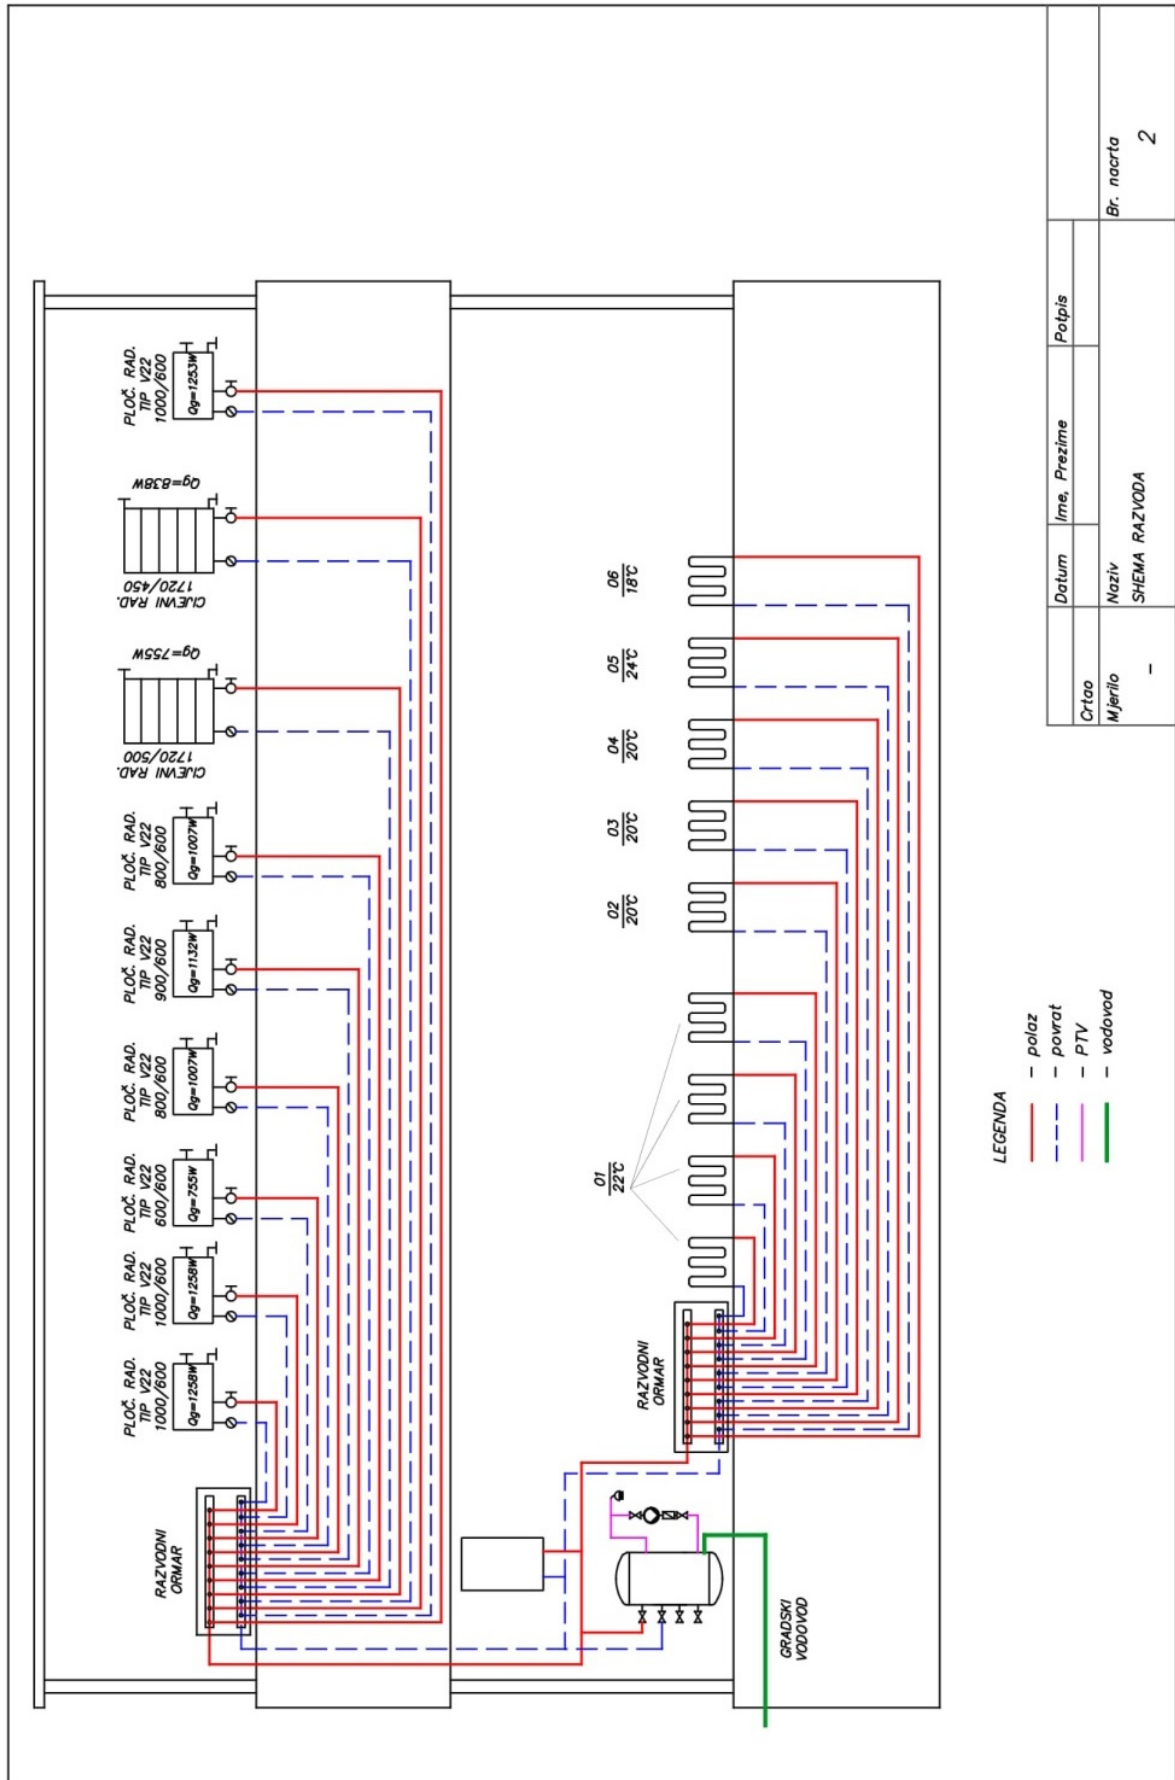 PLOČ. RAD.
TIP V22
1000/600
Qg=1258W
PLOČ. RAD.
TIP V22
1000/600
Qg=1258W
PLOČ. RAD.
TIP V22
600/600
Qg=755W
PLOČ. RAD.
TIP V22
800/600
Qg=1007W
PLOČ. RAD.
TIP V22
900/600
Qg=1132W
PLOČ. RAD.
TIP V22
800/600
Qg=1007W
CIJEVNI RAD.
1720/500
Qg=755W
CIJEVNI RAD.
1720/450
Qg=838W
PLOČ. RAD.
TIP V22
1000/600
Qg=1253W
RAZVODNI
ORMAR
01
22℃
02
20℃
03
20℃
04
20℃
05
24℃
06
18℃
RAZVODNI
ORMAR
GRADSKI
VODOVOD
LEGENDA
– polaz
– povrat
– PTV
– vodovod
Datum
Ime, Prezime
Potpis
Crtao
Mjerilo
Naziv
Br. nacrta
–
SHEMA RAZVODA
2